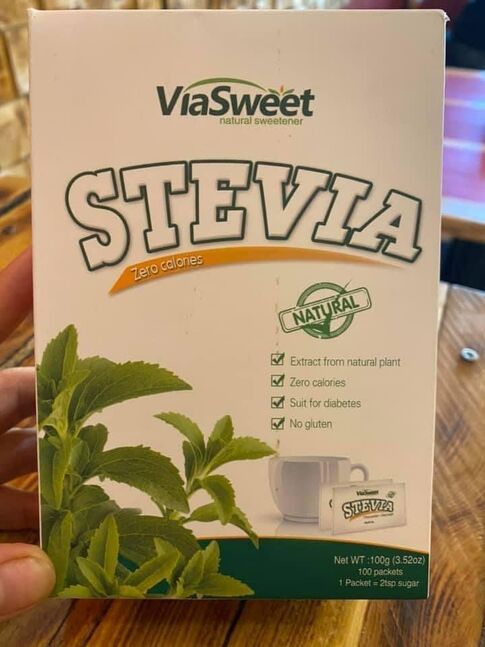 ViaSweet
natural sweetener
STEVIA
Zero calories
NATURAL
Extract from natural plant
Zero calories
Suit for diabetes
No gluten
ViaSweet
STEVIA
Net WT :100g (3.52oz)
100 packets
1 Packet = 2tsp sugar